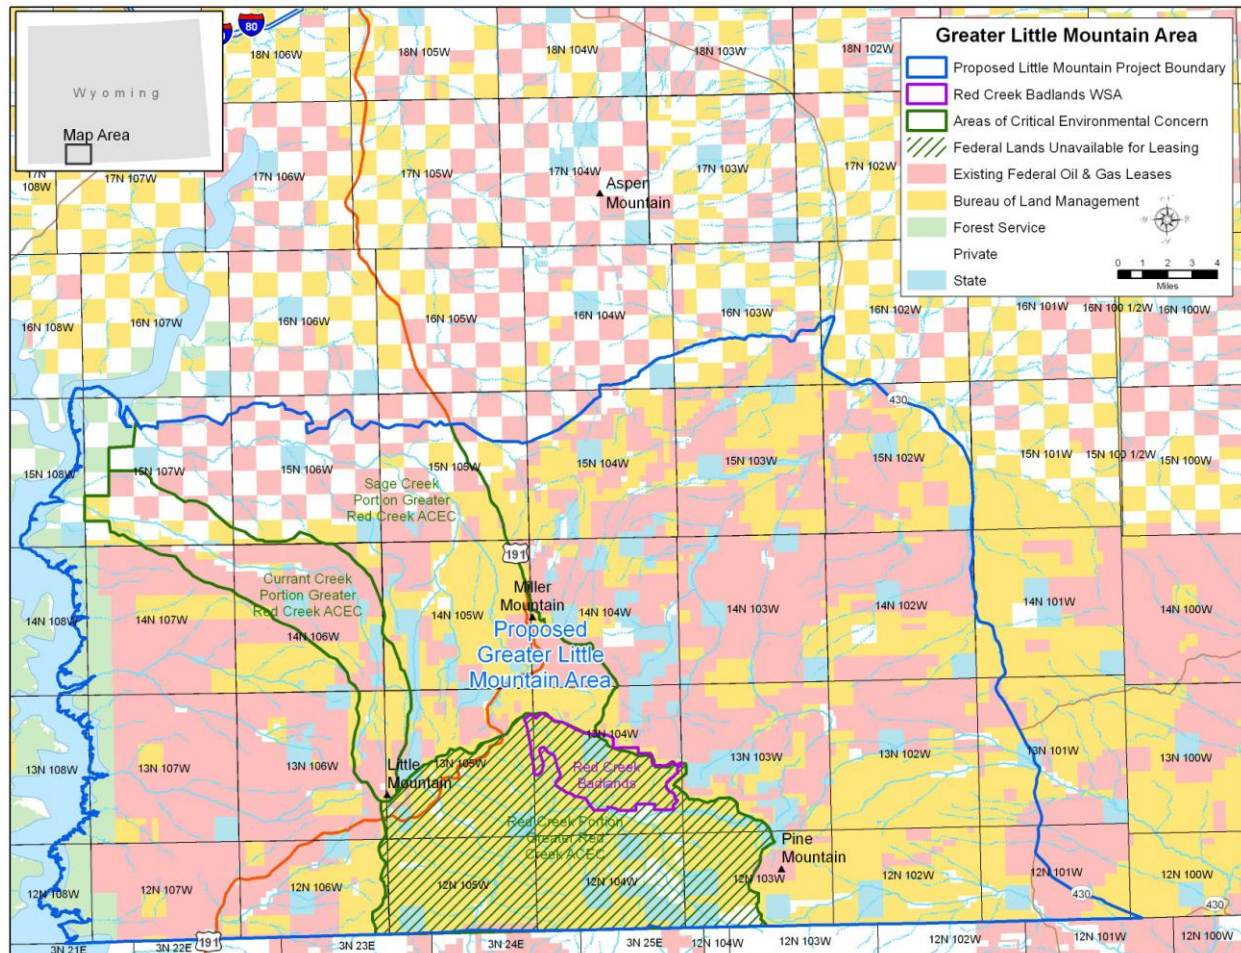 80
Wyoming
Map Area
Greater Little Mountain Area
Proposed Little Mountain Project Boundary
Red Creek Badlands WSA
Areas of Critical Environmental Concern
Federal Lands Unavailable for Leasing
Existing Federal Oil & Gas Leases
Bureau of Land Management
Forest Service
Private
State
0 1 2 3 4
Miles
18N 106W
18N 105W
18N 104W
18N 103W
18N 102W
17N
108W
17N 107W
17N 106W
17N 105W
17N 104W
17N 103W
17N 102W
Aspen
Mountain
16N 108W
16N 107W
16N 106W
16N 105W
16N 104W
16N 103W
16N 102W
16N 101W
16N 100 1/2W
16N 100W
430
15N 108W
15N 107W
15N 106W
15N 105W
15N 104W
15N 103W
15N 102W
15N 101W
15N 100 1/2W
15N 100W
Sage Creek
Portion Greater
Red Creek ACEC
191
Currant Creek
Portion Greater
Red Creek ACEC
Miller
Mountain
14N 108W
14N 107W
14N 106W
14N 105W
14N 104W
14N 103W
14N 102W
14N 101W
14N 100W
Proposed
Greater Little
Mountain Area
13N 108W
13N 107W
13N 106W
13N 105W
13N 104W
13N 103W
13N 102W
13N 101W
13N 100W
Little
Mountain
Red Creek
Badlands
Red Creek Portion
Greater Red
Creek ACEC
Pine
Mountain
12N 108W
12N 107W
12N 106W
12N 105W
12N 104W
12N 103W
12N 102W
12N 101W
12N 100W
430
430
3N 21E
3N 22E
191
3N 23E
3N 24E
3N 25E
12N 104W
12N 103W
12N 102W
12N 101W
12N 100W